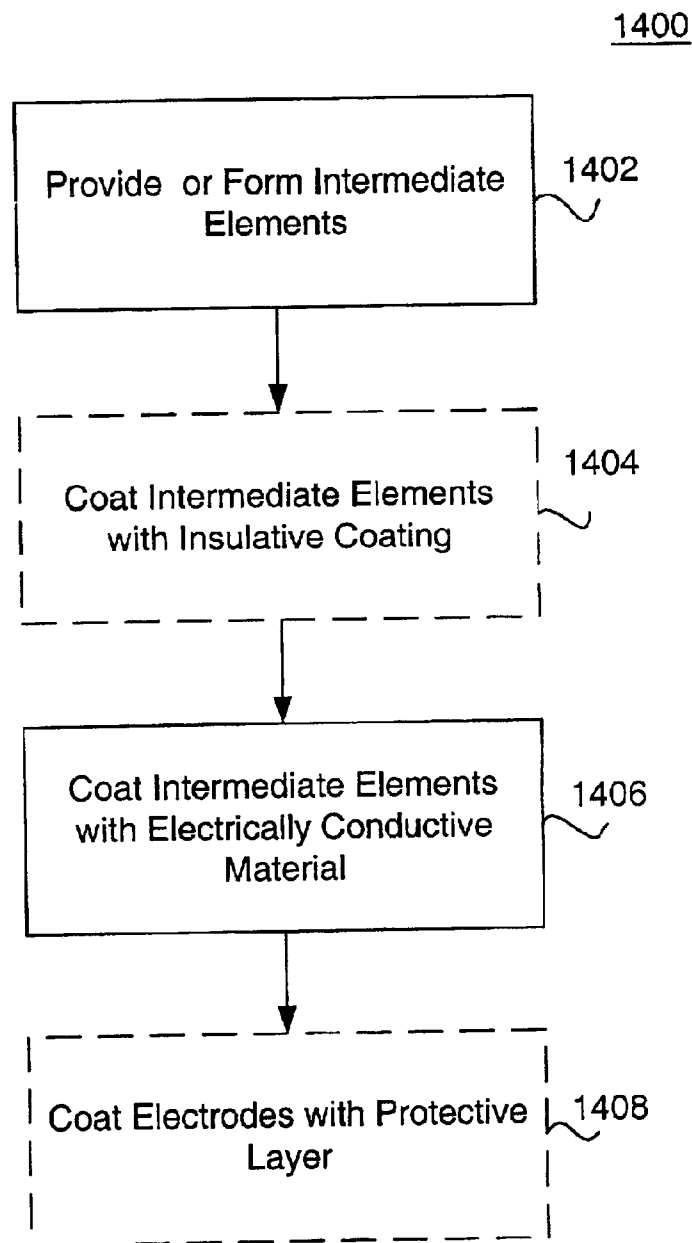 1400
Provide or Form Intermediate
Elements
1402
Coat Intermediate Elements
with Insulative Coating
1404
Coat Intermediate Elements
with Electrically Conductive
Material
1406
Coat Electrodes with Protective
Layer
1408